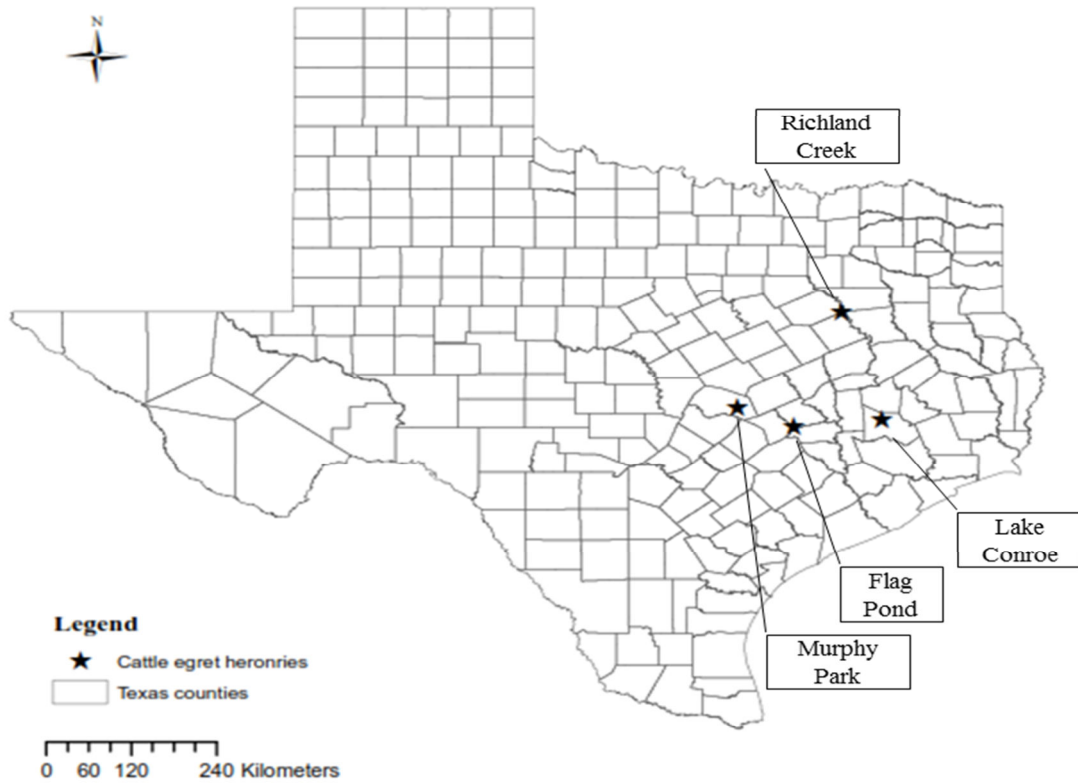 N
Richland
Creek
Lake
Conroe
Flag
Pond
Murphy
Park
Legend
Cattle egret heronries
Texas counties
0 60 120 240 Kilometers